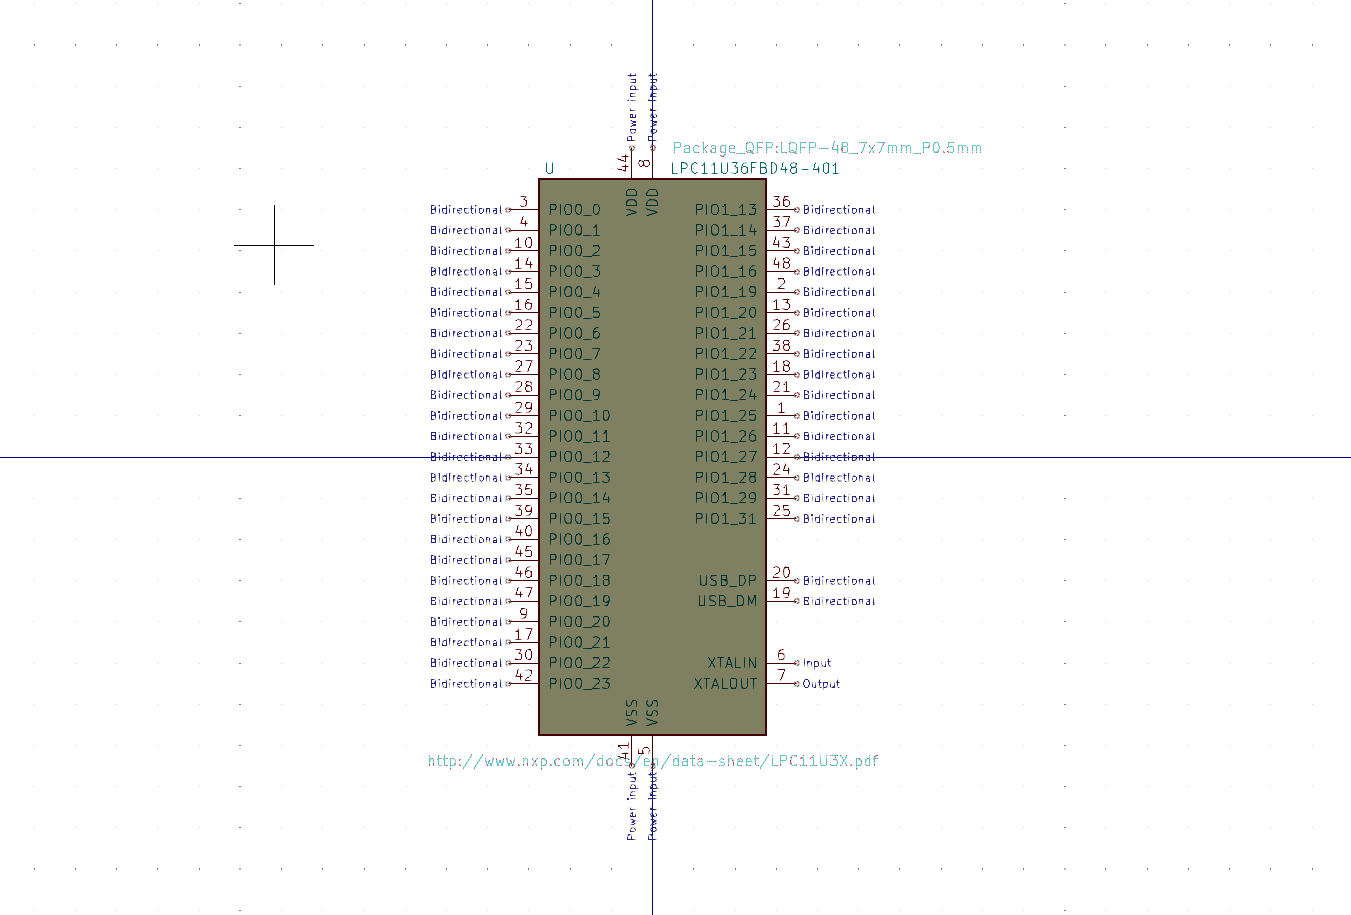 Power input Power input
Package_QFP:LQFP-48_7x7mm_P0.5mm
U 44 8 LPC11U36FBD48-401
VDD VDD
Bidirectional 3 PIO0_0 PIO1_13 36 Bidirectional
Bidirectional 4 PIO0_1 PIO1_14 37 Bidirectional
Bidirectional 10 PIO0_2 PIO1_15 43 Bidirectional
Bidirectional 14 PIO0_3 PIO1_16 48 Bidirectional
Bidirectional 15 PIO0_4 PIO1_19 2 Bidirectional
Bidirectional 16 PIO0_5 PIO1_20 13 Bidirectional
Bidirectional 22 PIO0_6 PIO1_21 26 Bidirectional
Bidirectional 23 PIO0_7 PIO1_22 38 Bidirectional
Bidirectional 27 PIO0_8 PIO1_23 18 Bidirectional
Bidirectional 28 PIO0_9 PIO1_24 21 Bidirectional
Bidirectional 29 PIO0_10 PIO1_25 1 Bidirectional
Bidirectional 32 PIO0_11 PIO1_26 11 Bidirectional
Bidirectional 33 PIO0_12 PIO1_27 12 Bidirectional
Bidirectional 34 PIO0_13 PIO1_28 24 Bidirectional
Bidirectional 35 PIO0_14 PIO1_29 31 Bidirectional
Bidirectional 39 PIO0_15 PIO1_31 25 Bidirectional
Bidirectional 40 PIO0_16
Bidirectional 45 PIO0_17
Bidirectional 46 PIO0_18 USB_DP 20 Bidirectional
Bidirectional 47 PIO0_19 USB_DM 19 Bidirectional
Bidirectional 9 PIO0_20
Bidirectional 17 PIO0_21
Bidirectional 30 PIO0_22 XTALIN 6 Input
Bidirectional 42 PIO0_23 XTALOUT 7 Output
VSS VSS
41 5
http://www.nxp.com/docs/en/data-sheet/LPC11U3X.pdf
Power input Power input